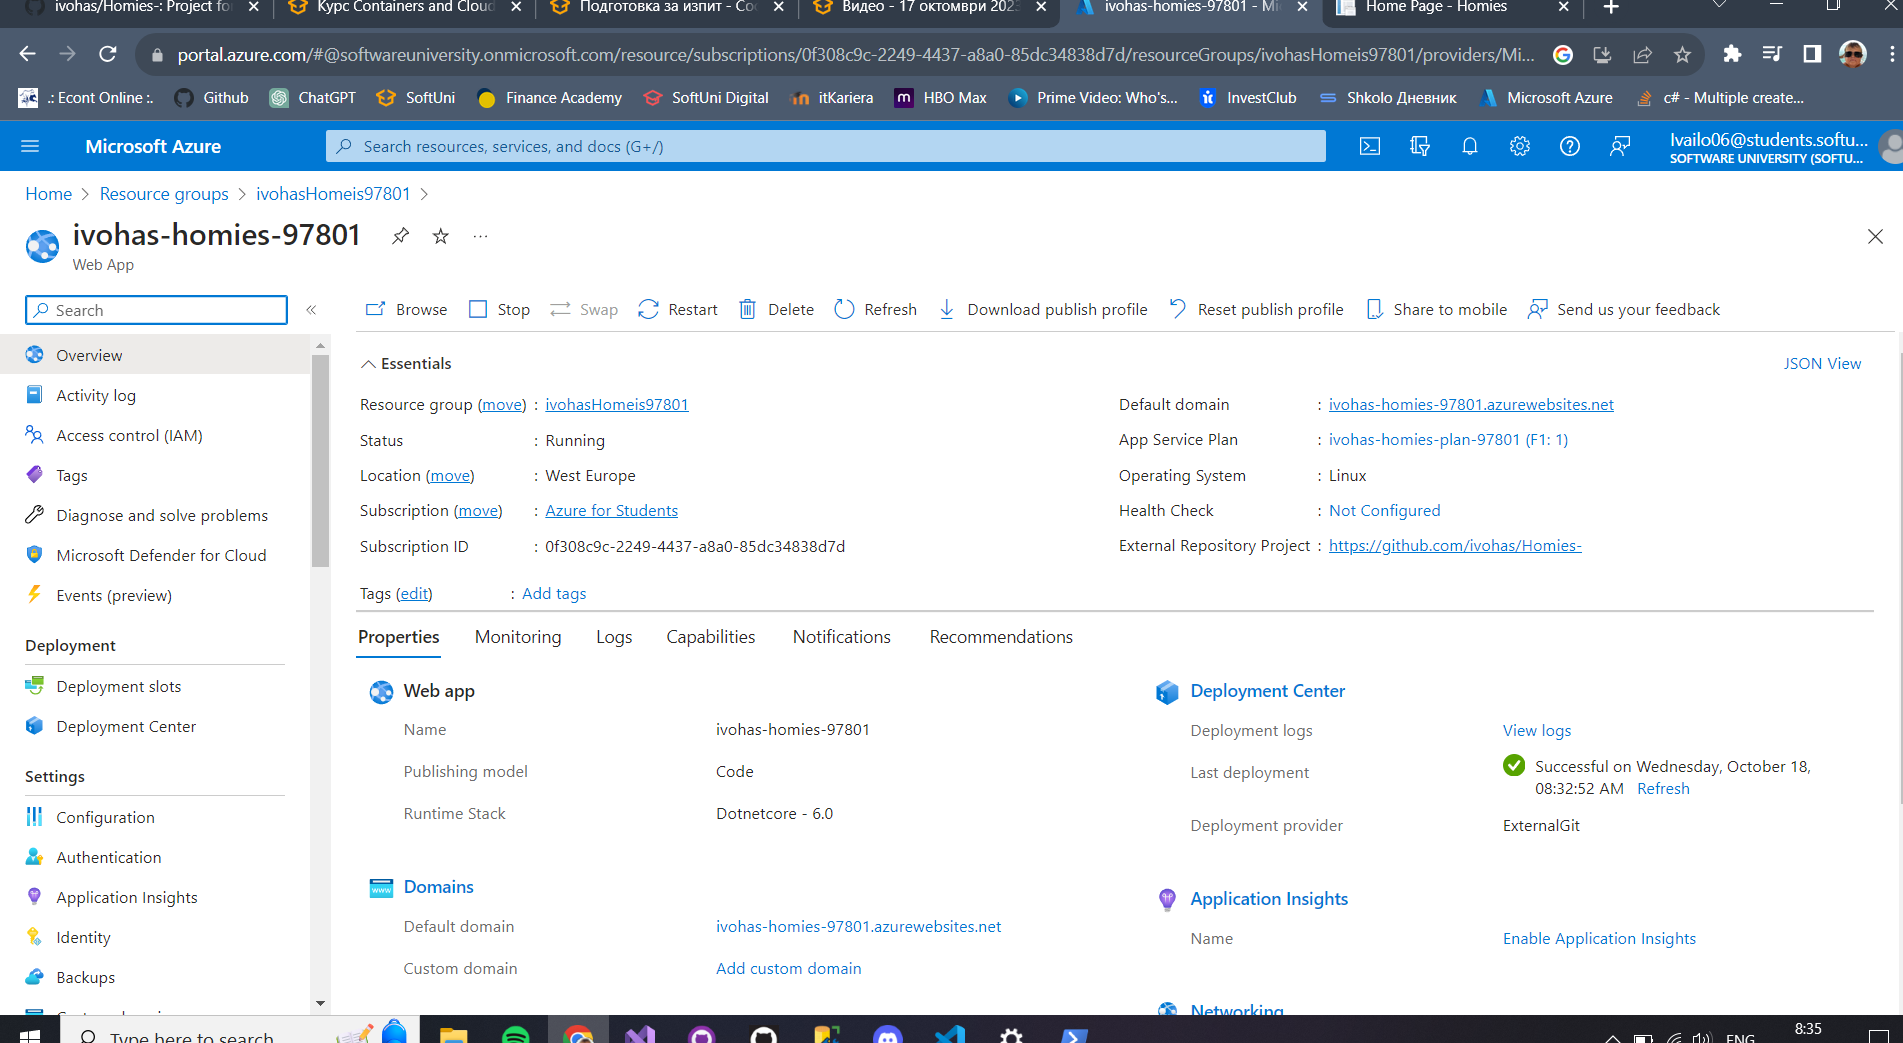 ivohas/Homies-: Project fo
Курс Containers and Cloud
Подготовка за изпит - Co
Видео - 17 октомври 2023
ivohas-homies-97801 - Mi
Home Page - Homies
portal.azure.com/#@softwareuniversity.onmicrosoft.com/resource/subscriptions/0f308c9c-2249-4437-a8a0-85dc34838d7d/resourceGroups/ivohasHomeis97801/providers/Mi...
.: Econt Online :.
Github
ChatGPT
SoftUni
Finance Academy
SoftUni Digital
itKariera
HBO Max
Prime Video: Who's...
InvestClub
Shkolo Дневник
Microsoft Azure
c# - Multiple create...
Microsoft Azure
Search resources, services, and docs (G+/)
Ivailo06@students.softu...
SOFTWARE UNIVERSITY (SOFTU...
Home > Resource groups > ivohasHomeis97801 >
ivohas-homies-97801
Web App
Search
Browse
Stop
Swap
Restart
Delete
Refresh
Download publish profile
Reset publish profile
Share to mobile
Send us your feedback
Overview
Activity log
Access control (IAM)
Tags
Diagnose and solve problems
Microsoft Defender for Cloud
Events (preview)
Deployment
Deployment slots
Deployment Center
Settings
Configuration
Authentication
Application Insights
Identity
Backups
Essentials
JSON View
Resource group (move) : ivohasHomeis97801
Status : Running
Location (move) : West Europe
Subscription (move) : Azure for Students
Subscription ID : 0f308c9c-2249-4437-a8a0-85dc34838d7d
Default domain : ivohas-homies-97801.azurewebsites.net
App Service Plan : ivohas-homies-plan-97801 (F1: 1)
Operating System : Linux
Health Check : Not Configured
External Repository Project : https://github.com/ivohas/Homies-
Tags (edit) : Add tags
Properties
Monitoring
Logs
Capabilities
Notifications
Recommendations
Web app
Name ivohas-homies-97801
Publishing model Code
Runtime Stack Dotnetcore - 6.0
Domains
Default domain ivohas-homies-97801.azurewebsites.net
Custom domain Add custom domain
Deployment Center
Deployment logs View logs
Last deployment Successful on Wednesday, October 18,
08:32:52 AM Refresh
Deployment provider ExternalGit
Application Insights
Name Enable Application Insights
Networking
Type here to search
ENG
8:35